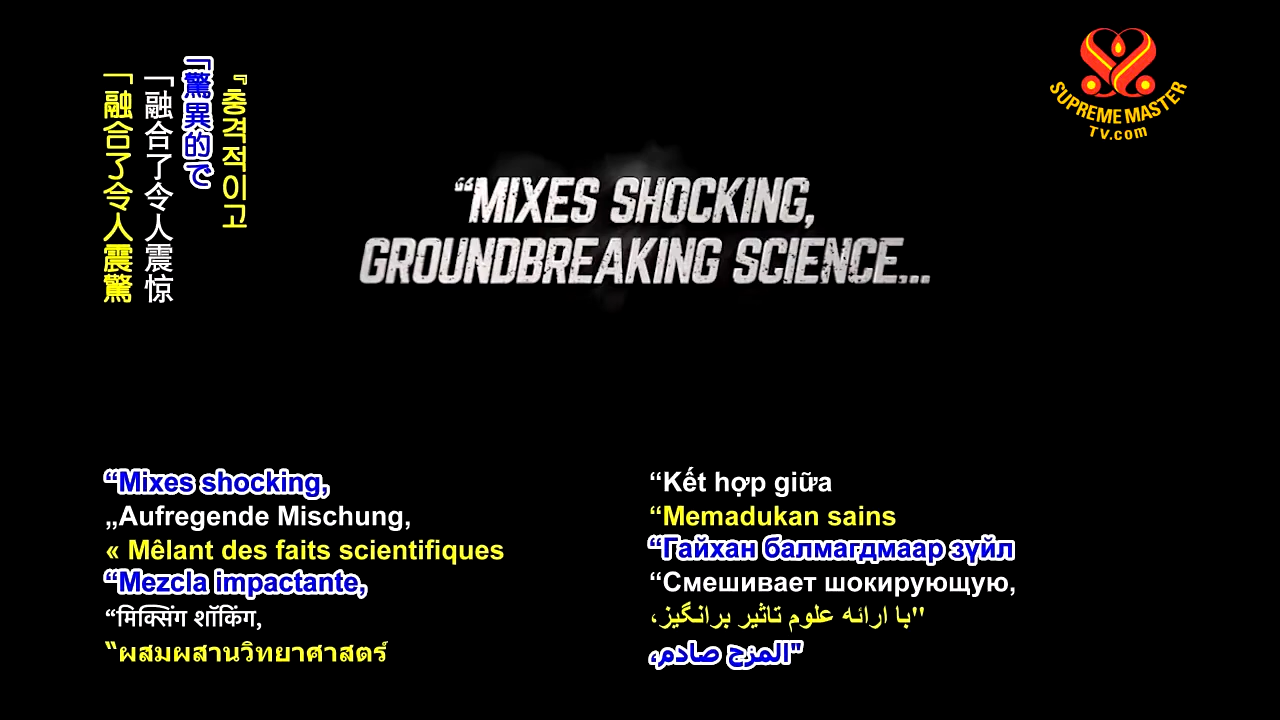 『충격적이고
「驚異的で
「融合了令人震惊
「融合了令人震驚
SUPREME MASTER
TV.com
“MIXES SHOCKING,
GROUNDBREAKING SCIENCE...
“Mixes shocking,
„Aufregende Mischung,
« Mêlant des faits scientifiques
“Mezcla impactante,
“मिक्सिंग शॉकिंग,
“ผสมผสานวิทยาศาสตร์
“Kết hợp giữa
“Memadukan sains
“Гайхан балмагдмаар зүйл
“Смешивает шокирующую,
"با ارائه علوم تاثیر برانگیز،
"المزج صادم،